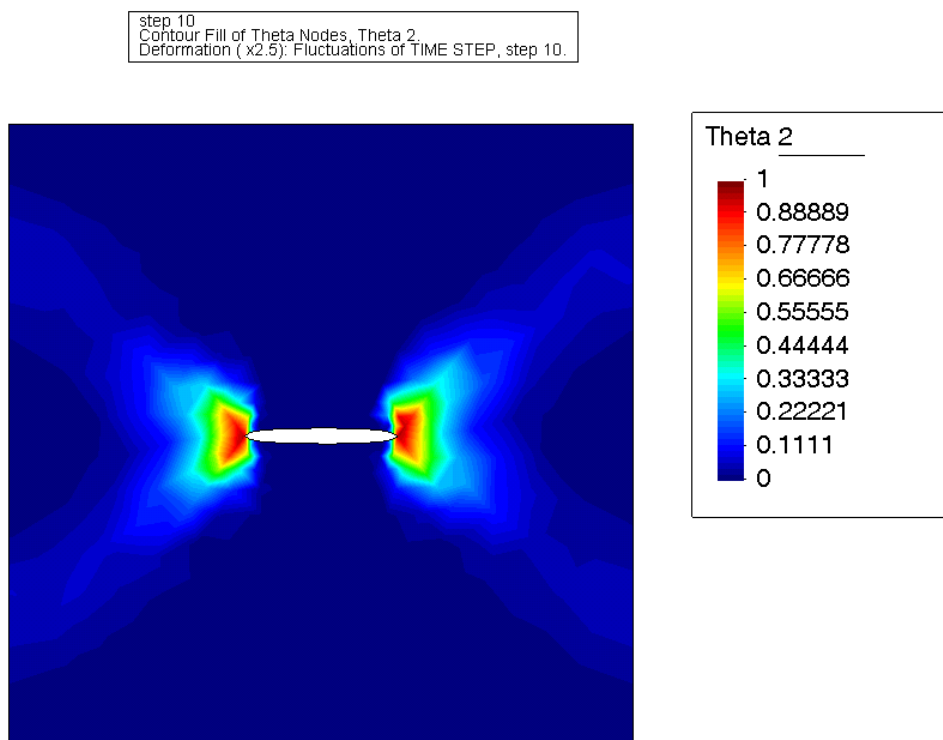 step 10
Contour Fill of Theta Nodes, Theta 2.
Deformation ( x2.5): Fluctuations of TIME STEP, step 10.
Theta 2
1
0.88889
0.77778
0.66666
0.55555
0.44444
0.33333
0.22221
0.1111
0